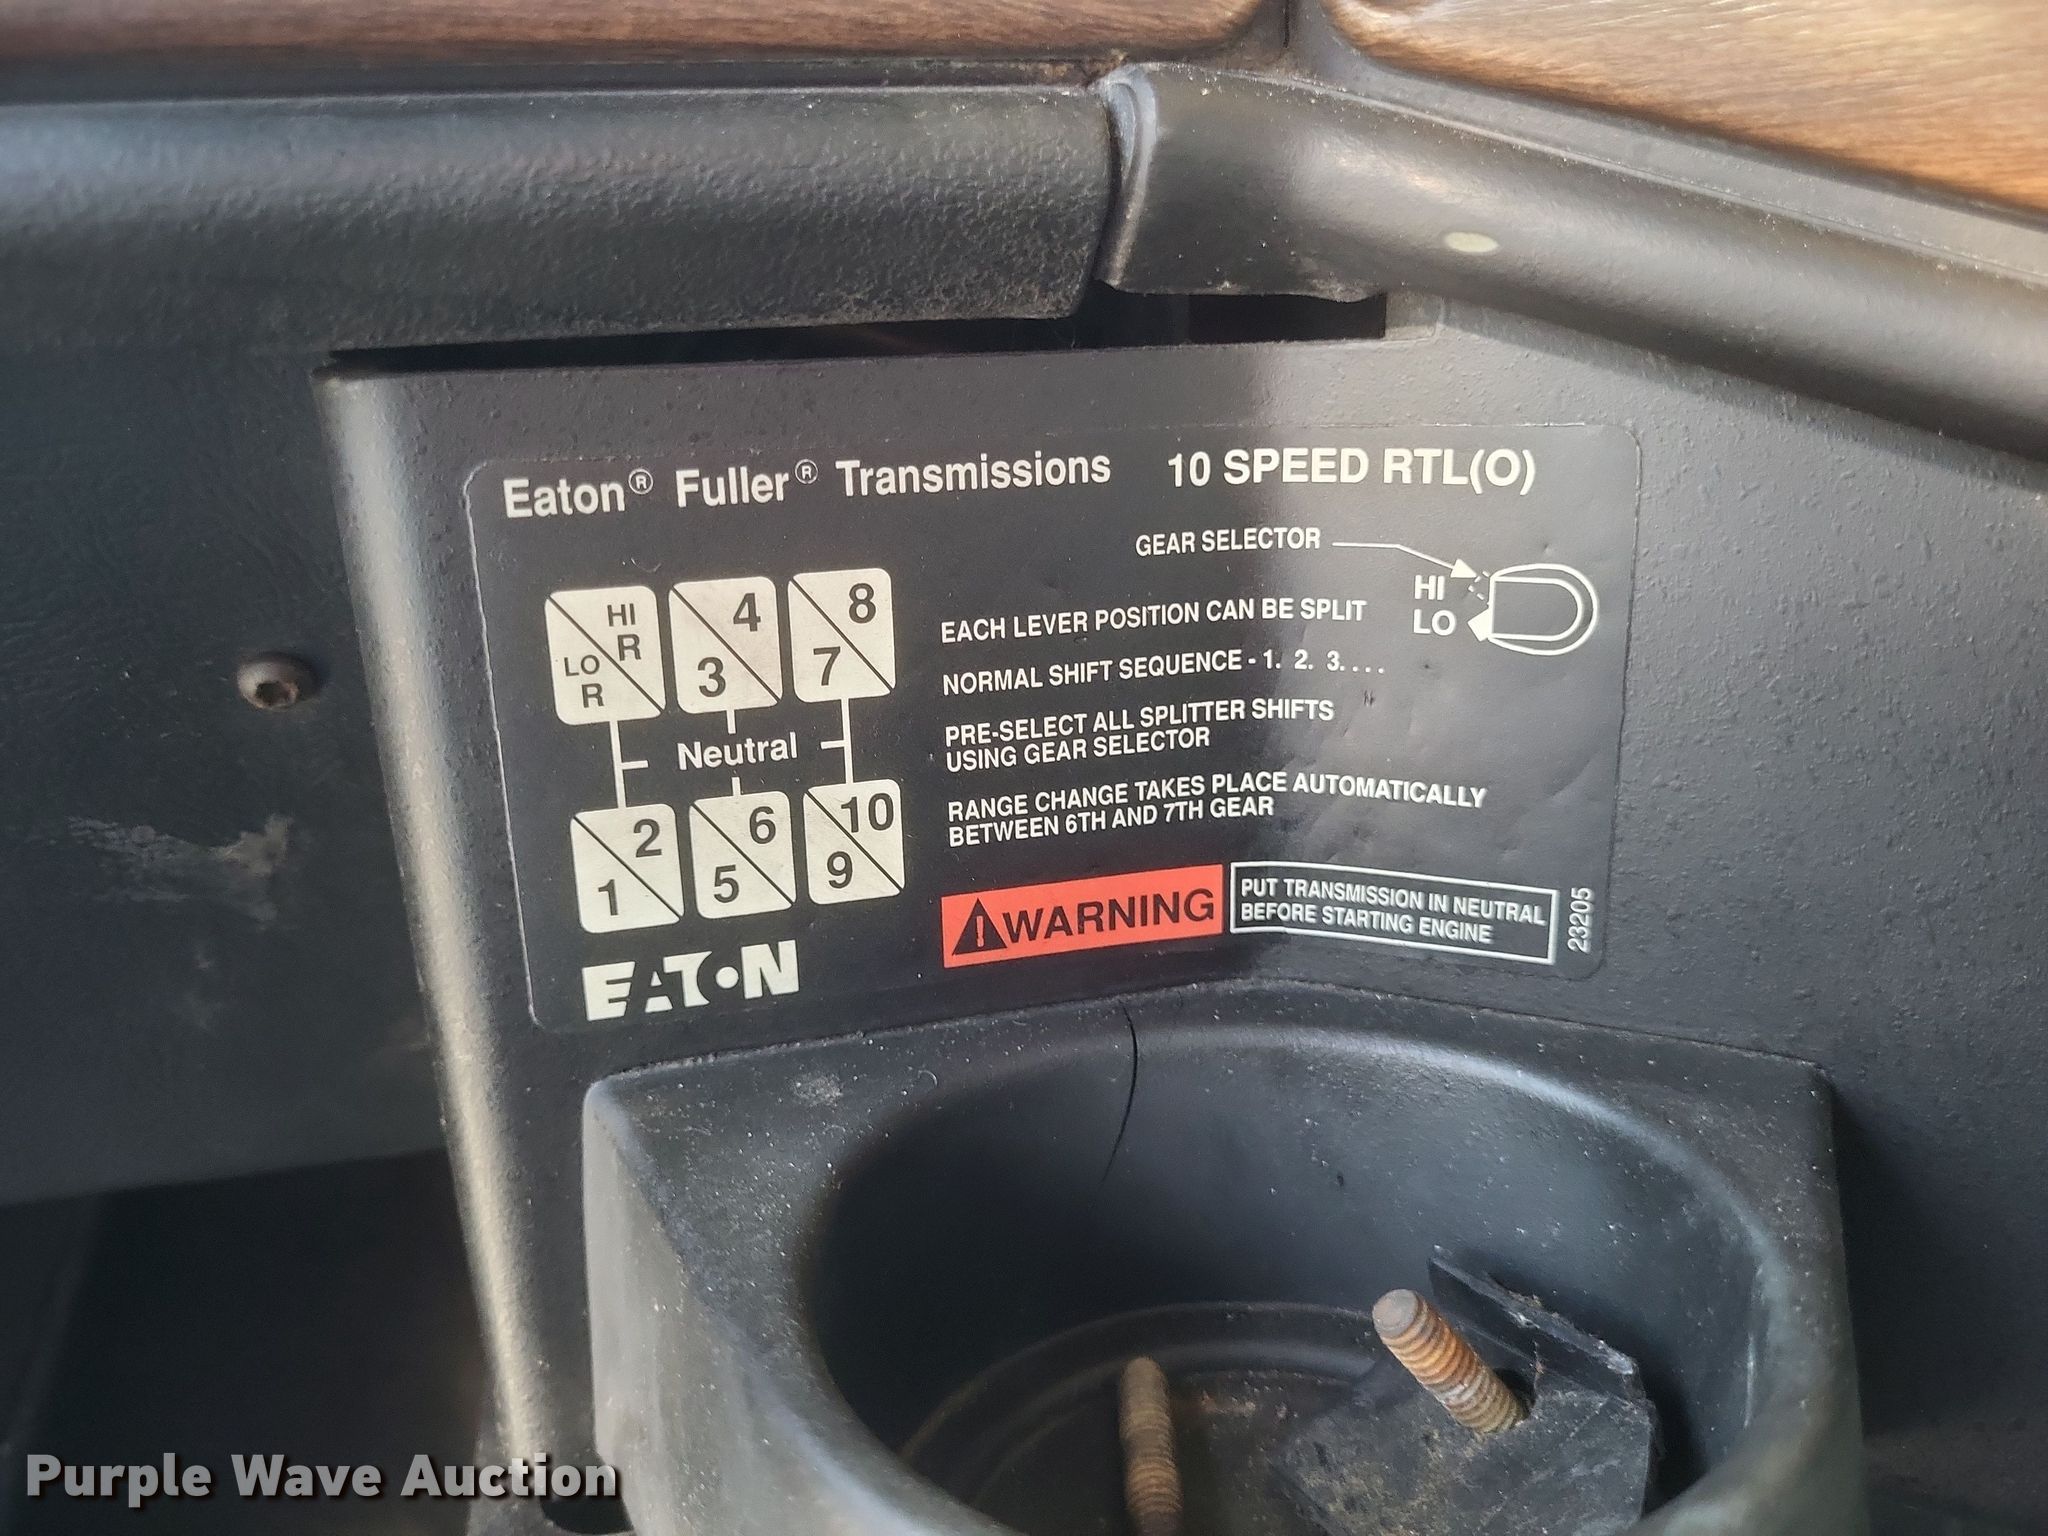 Eaton® Fuller® Transmissions 10 SPEED RTL(O)
GEAR SELECTOR
HI
LO
HI
R
LO
R
4
3
8
7
Neutral
2
1
6
5
10
9
EACH LEVER POSITION CAN BE SPLIT
NORMAL SHIFT SEQUENCE - 1. 2. 3. . . .
PRE-SELECT ALL SPLITTER SHIFTS
USING GEAR SELECTOR
RANGE CHANGE TAKES PLACE AUTOMATICALLY
BETWEEN 6TH AND 7TH GEAR
WARNING
PUT TRANSMISSION IN NEUTRAL
BEFORE STARTING ENGINE
23205
EATON
Purple Wave Auction